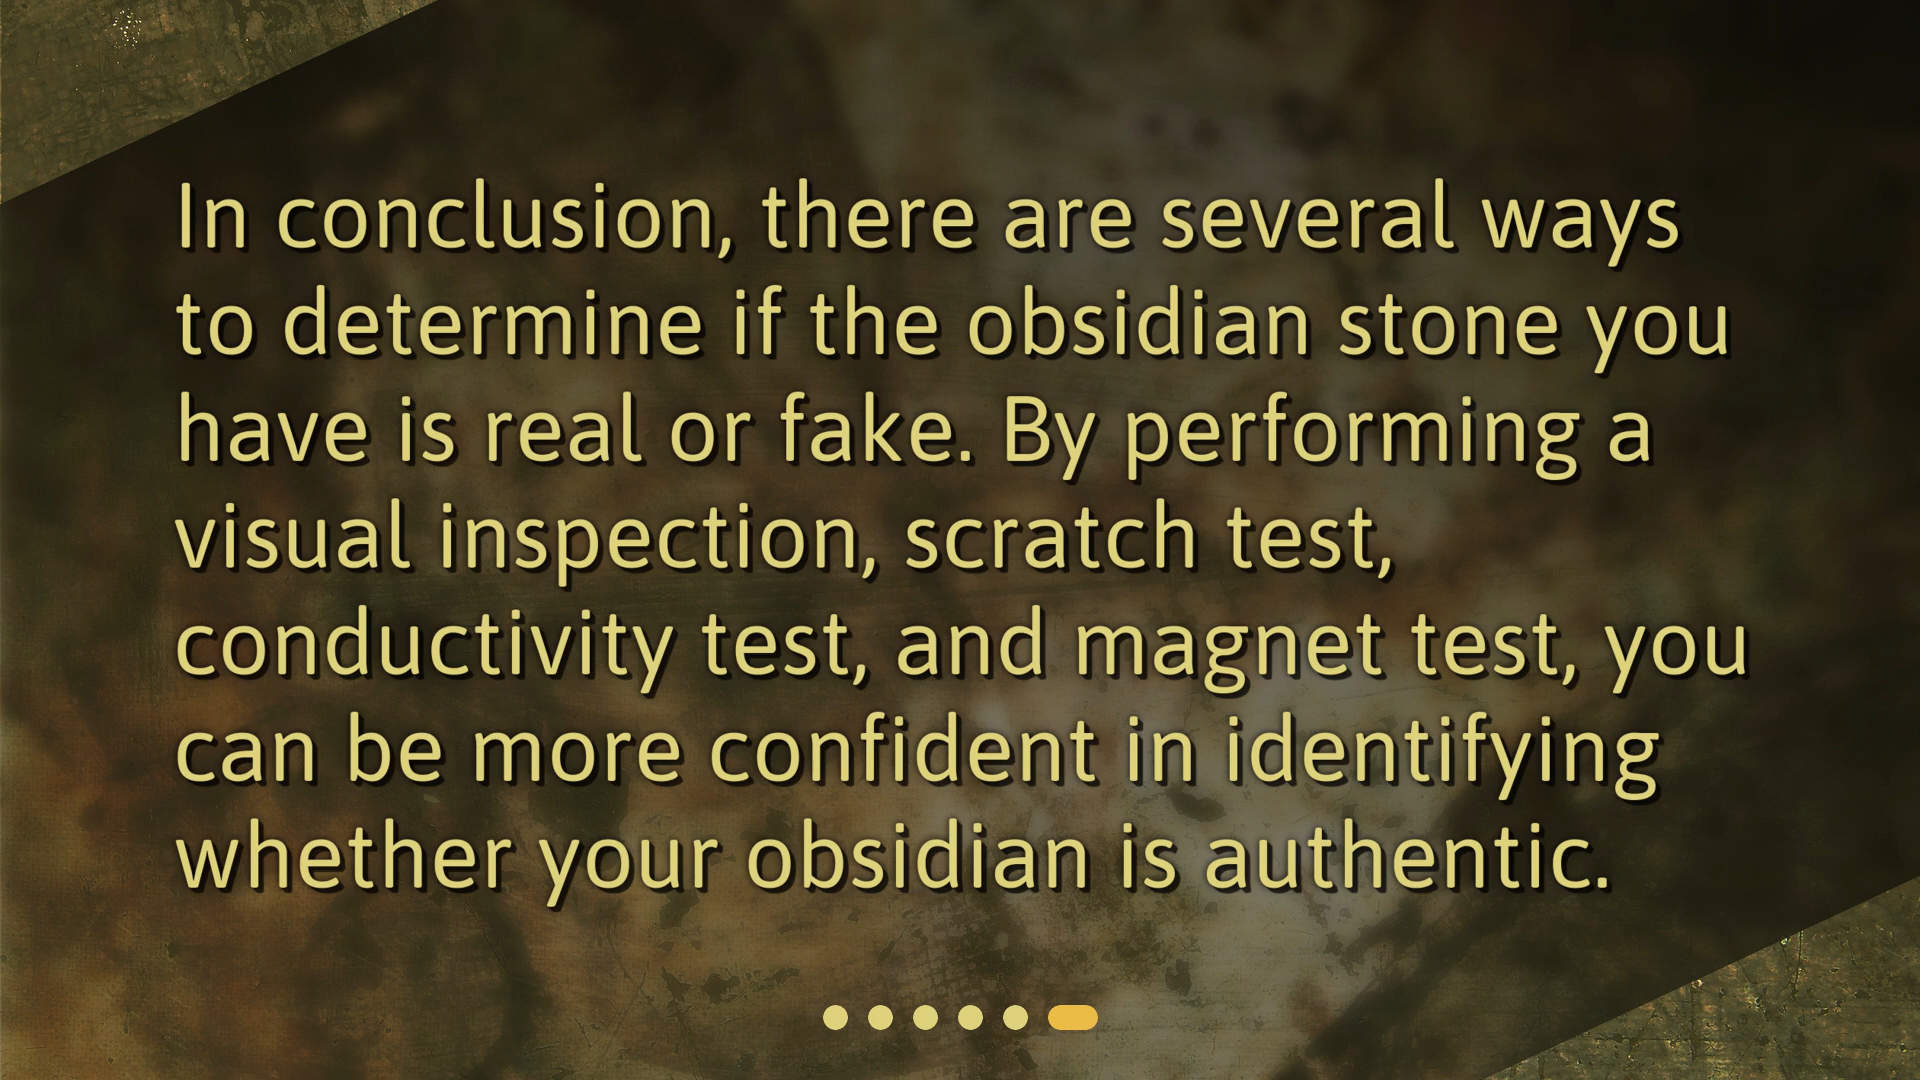 In conclusion, there are several ways
to determine if the obsidian stone you
have is real or fake. By performing a
visual inspection, scratch test,
conductivity test, and magnet test, you
can be more confident in identifying
whether your obsidian is authentic.